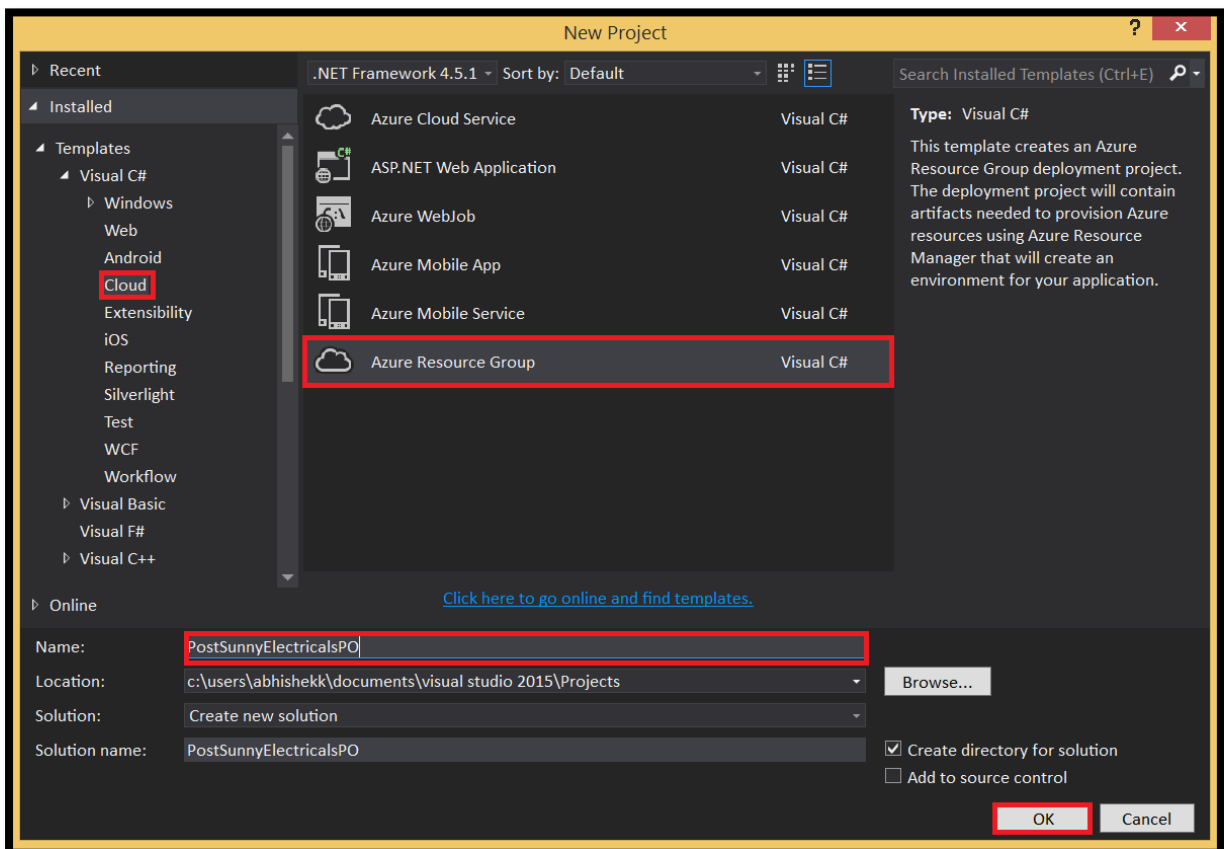 New Project
?
Recent
Installed
Templates
Visual C#
Windows
Web
Android
Cloud
Extensibility
iOS
Reporting
Silverlight
Test
WCF
Workflow
Visual Basic
Visual F#
Visual C++
Online
.NET Framework 4.5.1 Sort by: Default
Azure Cloud Service Visual C#
C#
ASP.NET Web Application Visual C#
Azure WebJob Visual C#
Azure Mobile App Visual C#
Azure Mobile Service Visual C#
Azure Resource Group Visual C#
Click here to go online and find templates.
Search Installed Templates (Ctrl+E)
Type: Visual C#
This template creates an Azure
Resource Group deployment project.
The deployment project will contain
artifacts needed to provision Azure
resources using Azure Resource
Manager that will create an
environment for your application.
Name: PostSunnyElectricalsPO
Location: c:\users\abhishekk\documents\visual studio 2015\Projects
Browse...
Solution: Create new solution
Solution name: PostSunnyElectricalsPO
Create directory for solution
Add to source control
OK Cancel